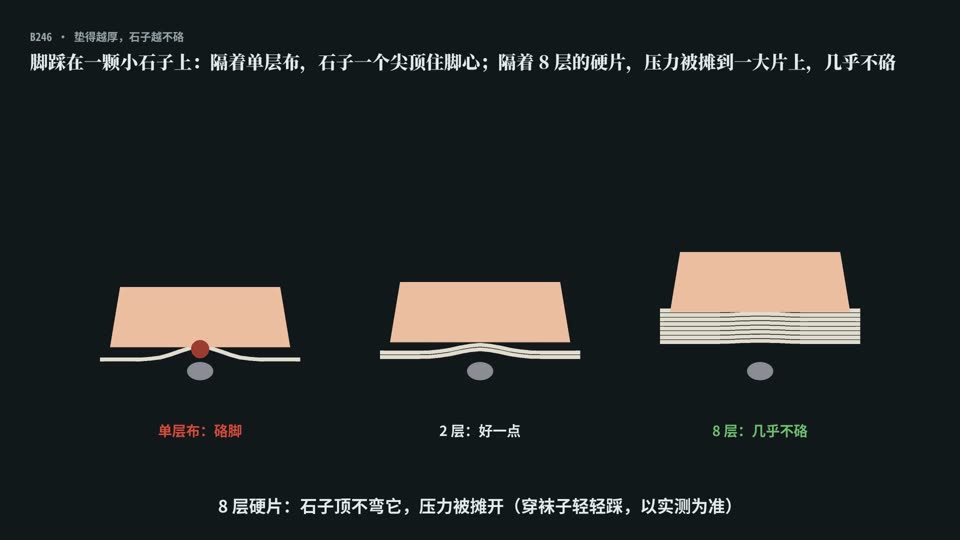 B246 · 垫得越厚，石子越不硌
脚踩在一颗小石子上：隔着单层布，石子一个尖顶住脚心；隔着 8 层的硬片，压力被摊到一大片上，几乎不硌
单层布：硌脚
2 层：好一点
8 层：几乎不硌
8 层硬片：石子顶不弯它，压力被摊开（穿袜子轻轻踩，以实测为准）